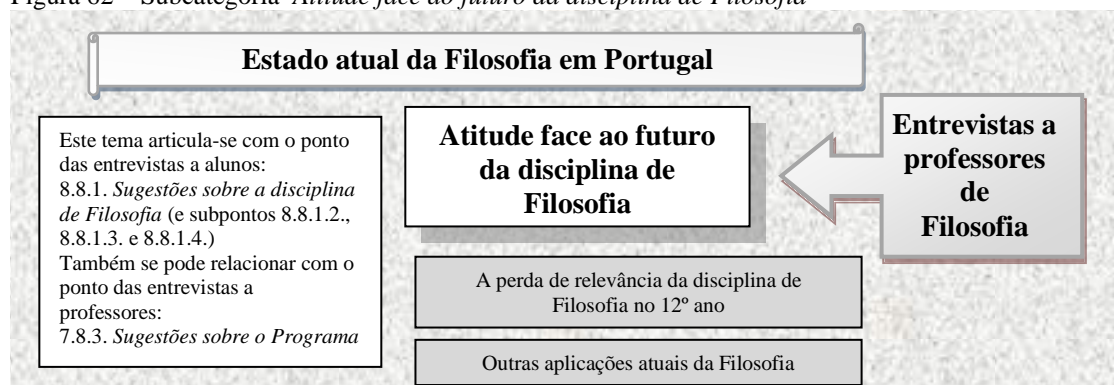 Figura 82 – Subcategoria Atitude face ao futuro da disciplina de Filosofia
Estado atual da Filosofia em Portugal
Este tema articula-se com o ponto
das entrevistas a alunos:
8.8.1. Sugestões sobre a disciplina
de Filosofia (e subpontos 8.8.1.2.,
8.8.1.3. e 8.8.1.4.)
Também se pode relacionar com o
ponto das entrevistas a
professores:
7.8.3. Sugestões sobre o Programa
Atitude face ao futuro
da disciplina de
Filosofia
A perda de relevância da disciplina de
Filosofia no 12º ano
Outras aplicações atuais da Filosofia
Entrevistas a
professores
de
Filosofia